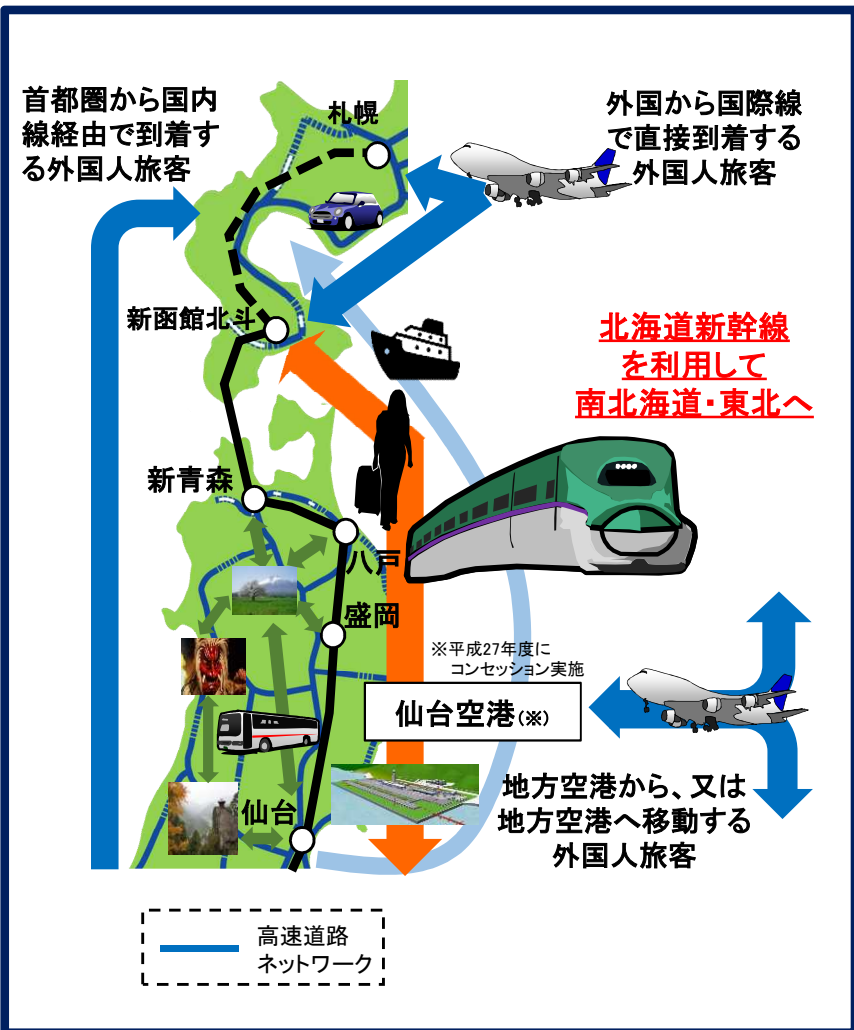 首都圏から国内
線経由で到着す
る外国人旅客
札幌
外国から国際線
で直接到着する
外国人旅客
新函館北斗
北海道新幹線
を利用して
南北海道・東北へ
新青森
八戸
盛岡
※平成27年度に
コンセッション実施
仙台空港(※)
仙台
地方空港から、又は
地方空港へ移動する
外国人旅客
高速道路
ネットワーク